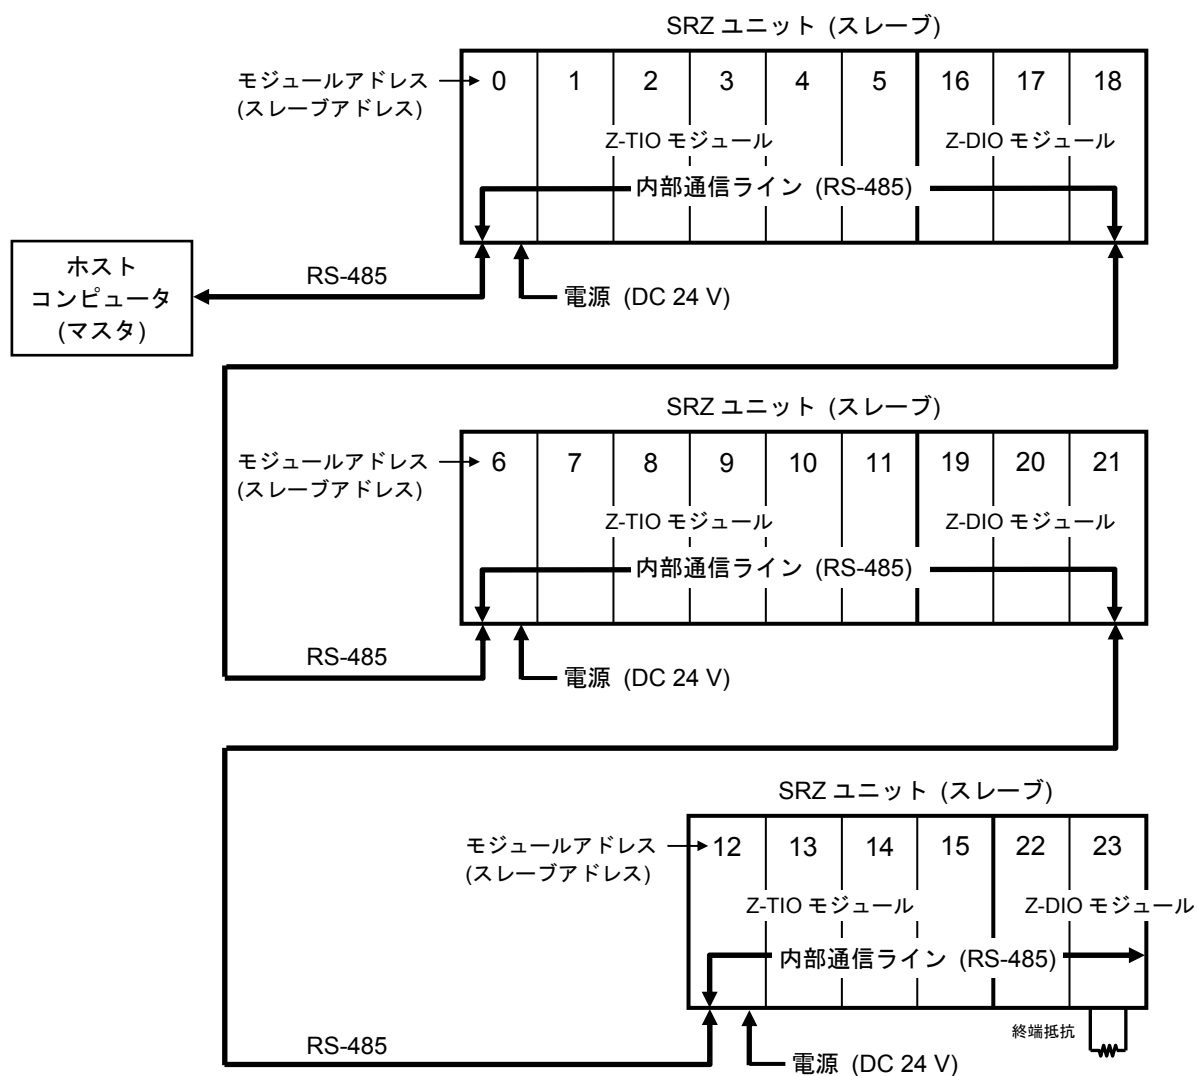 SRZ ユニット (スレーブ)
モジュールアドレス
(スレーブアドレス)
0 1 2 3 4 5 16 17 18
Z-TIO モジュール Z-DIO モジュール
内部通信ライン (RS-485)
ホスト
コンピュータ
(マスタ)
RS-485
電源 (DC 24 V)
SRZ ユニット (スレーブ)
モジュールアドレス
(スレーブアドレス)
6 7 8 9 10 11 19 20 21
Z-TIO モジュール Z-DIO モジュール
内部通信ライン (RS-485)
RS-485
電源 (DC 24 V)
SRZ ユニット (スレーブ)
モジュールアドレス
(スレーブアドレス)
12 13 14 15 22 23
Z-TIO モジュール Z-DIO モジュール
内部通信ライン (RS-485)
終端抵抗
RS-485
電源 (DC 24 V)